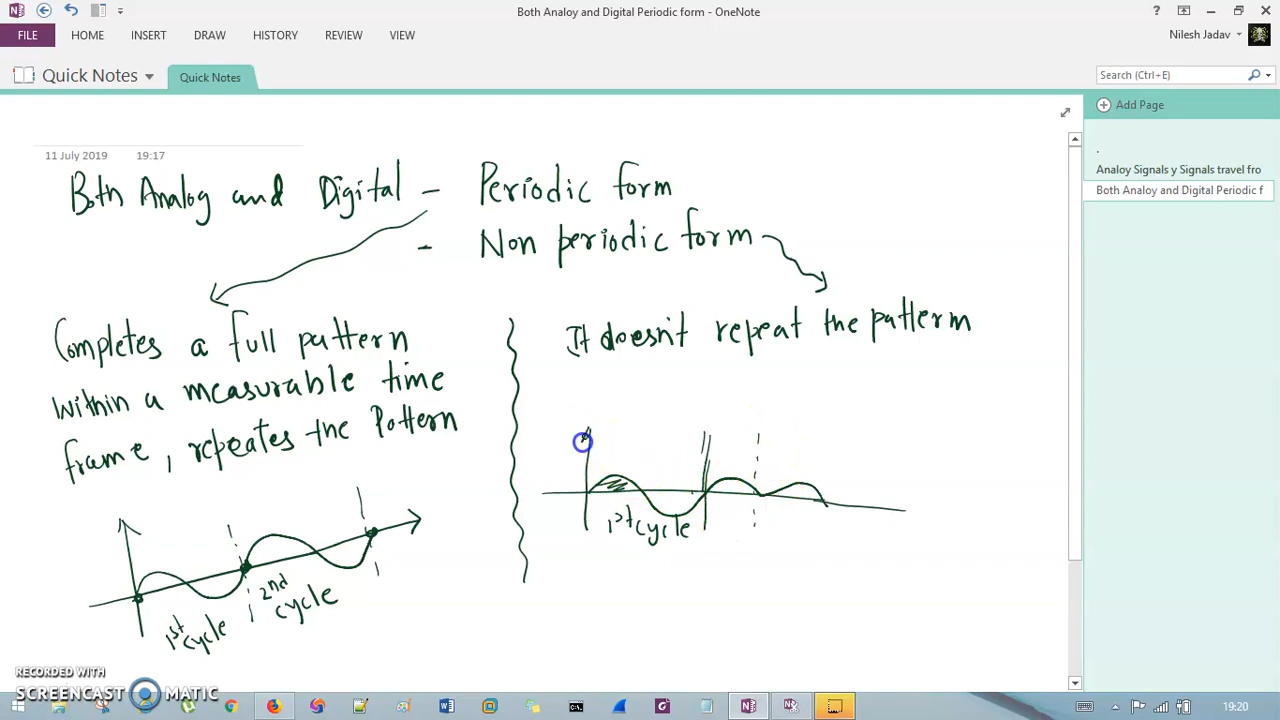 Both Analoy and Digital Periodic form - OneNote
FILE HOME INSERT DRAW HISTORY REVIEW VIEW
Nilesh Jadav
Quick Notes
Quick Notes
Search (Ctrl+E)
Add Page
.
Analoy Signals y Signals travel fro
Both Analoy and Digital Periodic f
11 July 2019 19:17
Both Analog and Digital - Periodic form
- Non periodic form
Completes a full pattern
within a measurable time
frame, repeates the Pattern
It doesn't repeat the patterm
1st cycle
2nd cycle
1st cycle
RECORDED WITH
SCREENCAST MATIC
19:20